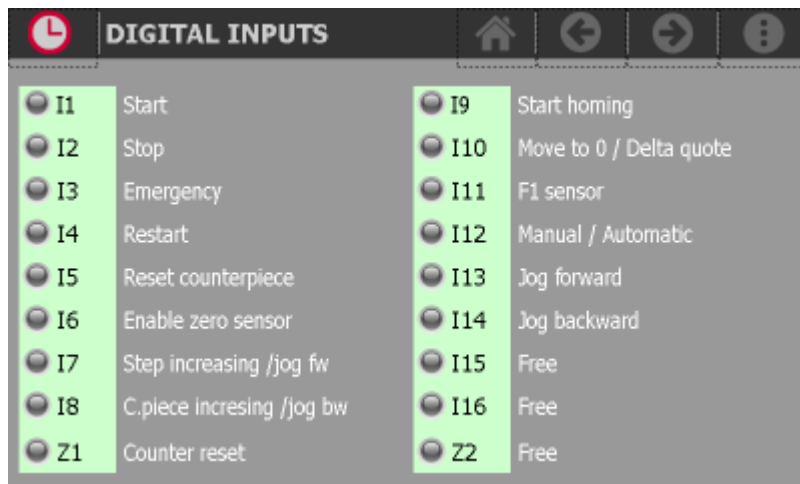 DIGITAL INPUTS
I1 Start
I2 Stop
I3 Emergency
I4 Restart
I5 Reset counterpiece
I6 Enable zero sensor
I7 Step increasing /jog fw
I8 C.piece incresing /jog bw
Z1 Counter reset
I9 Start homing
I10 Move to 0 / Delta quote
I11 F1 sensor
I12 Manual / Automatic
I13 Jog forward
I14 Jog backward
I15 Free
I16 Free
Z2 Free